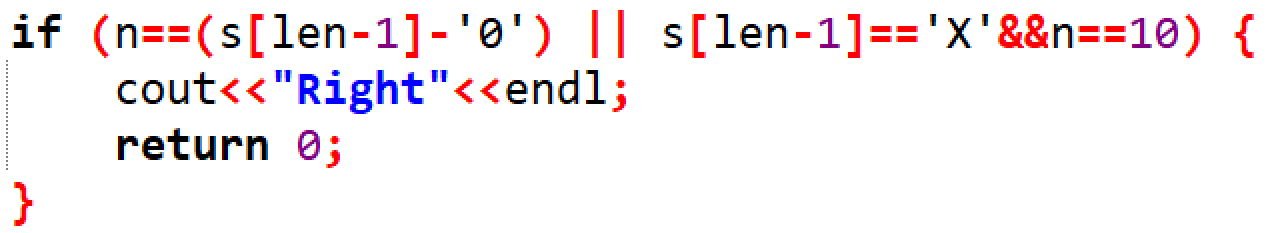 if (n==(s[len-1]-'0') || s[len-1]=='X'&&n==10) {
    cout<<"Right"<<endl;
    return 0;
}